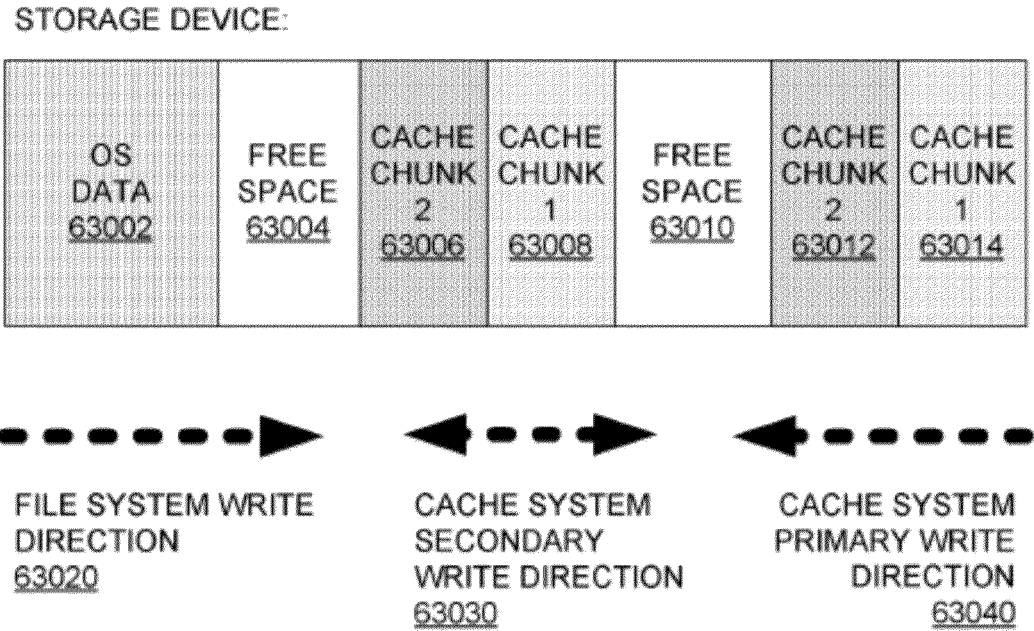 STORAGE DEVICE:
OS
DATA
63002
FREE
SPACE
63004
CACHE
CHUNK
2
63006
CACHE
CHUNK
1
63008
FREE
SPACE
63010
CACHE
CHUNK
2
63012
CACHE
CHUNK
1
63014
FILE SYSTEM WRITE
DIRECTION
63020
CACHE SYSTEM
SECONDARY
WRITE DIRECTION
63030
CACHE SYSTEM
PRIMARY WRITE
DIRECTION
63040